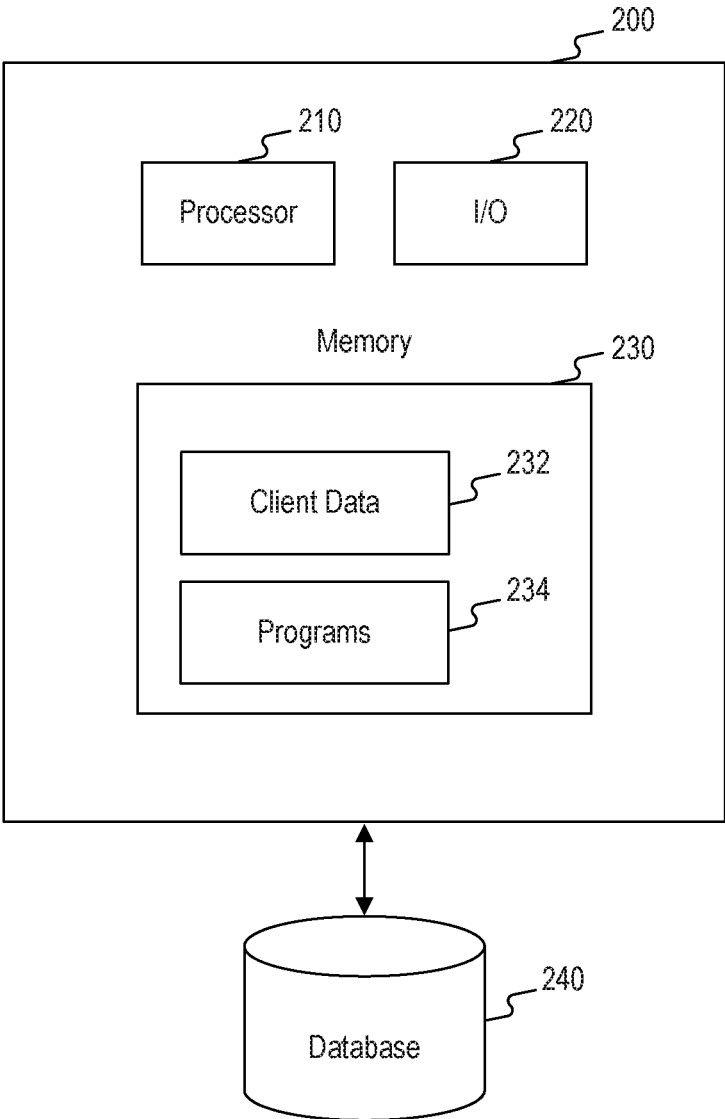 200
210
220
Processor
I/O
Memory
230
232
Client Data
234
Programs
240
Database